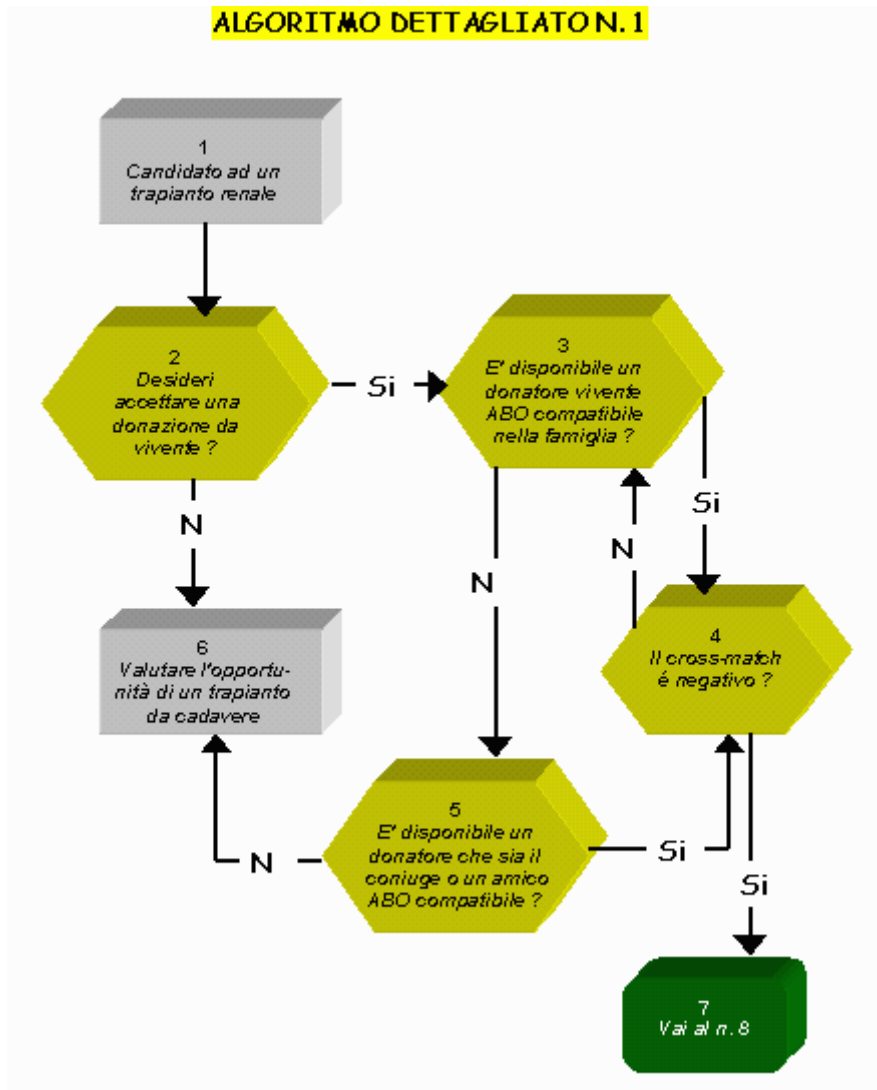 ALGORITMO DETTAGLIATO N. 1
1
Candidato ad un
trapianto renale
2
Desideri
accettare una
donazione da
vivente ?
Si
3
E' disponibile un
donatore vivente
ABO compatibile
nella famiglia ?
N
Si
N
N
4
Il cross-match
é negativo ?
6
Valutare l'opportu-
nità di un trapianto
da cadavere
5
E' disponibile un
donatore che sia il
coniuge o un amico
ABO compatibile ?
N
Si
Si
7
Vai al n. 8